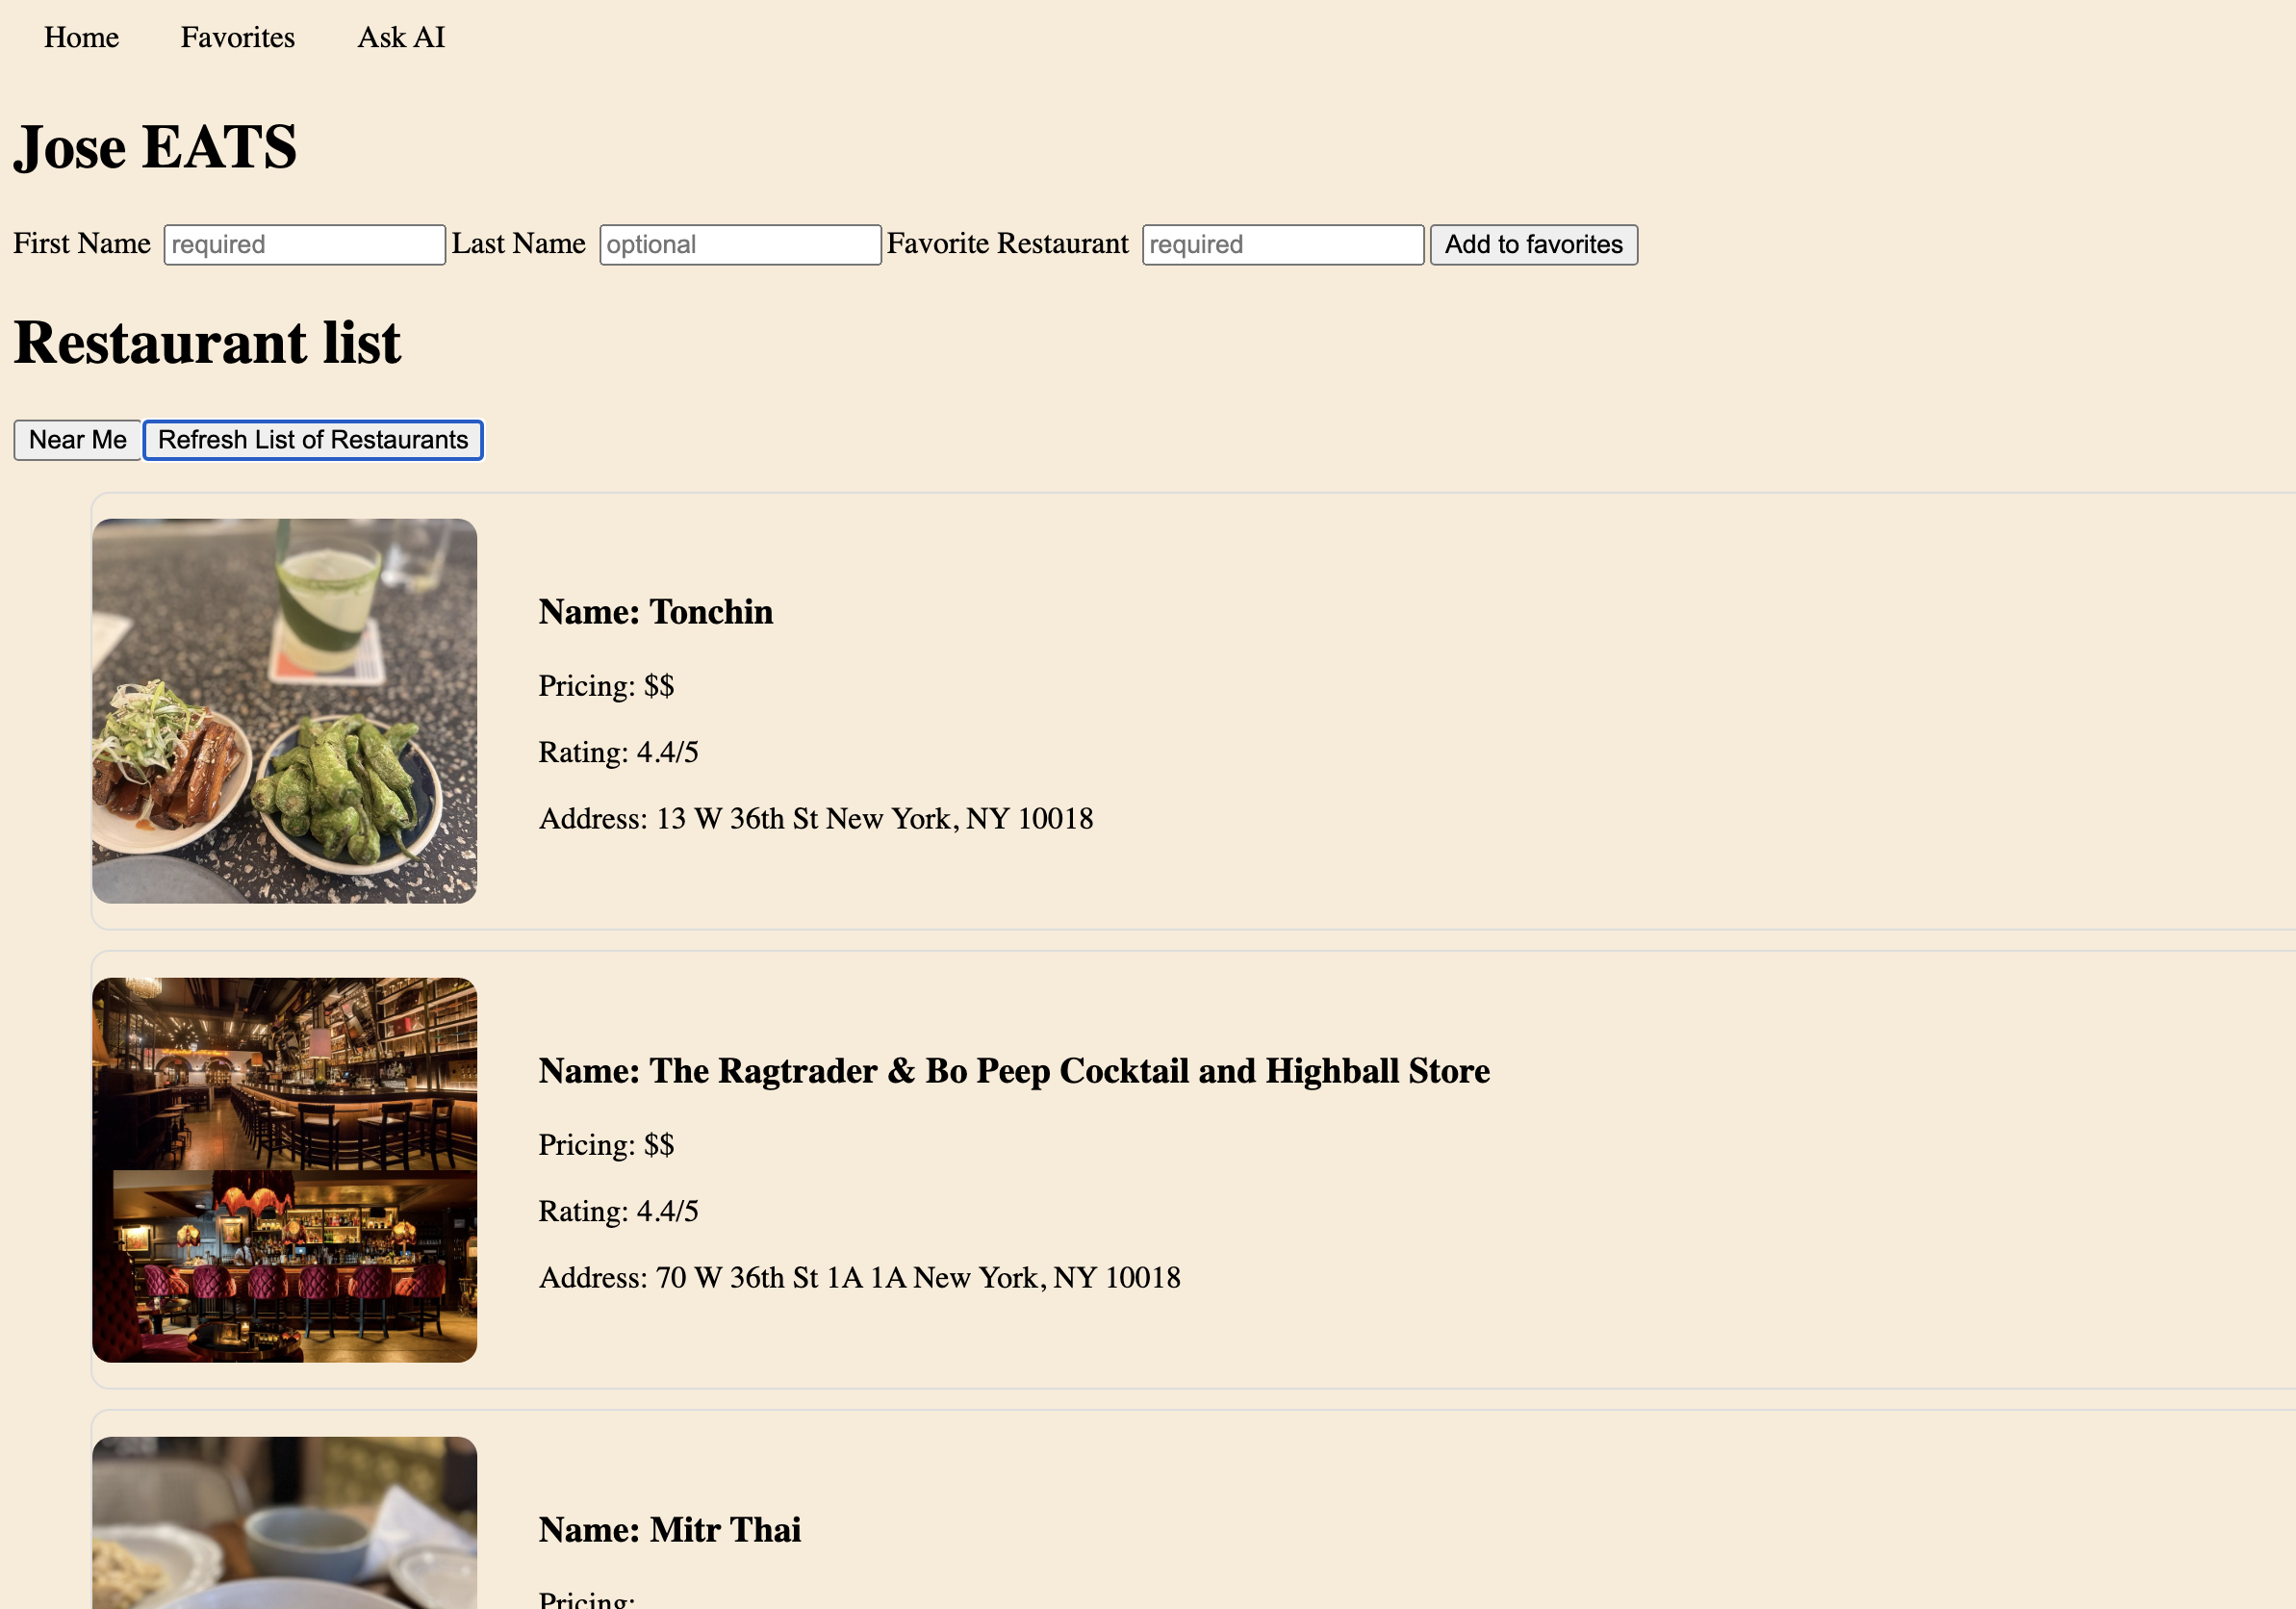 Home Favorites Ask AI
Jose EATS
First Name required Last Name optional Favorite Restaurant required Add to favorites
Restaurant list
Near Me Refresh List of Restaurants
Name: Tonchin
Pricing: $$
Rating: 4.4/5
Address: 13 W 36th St New York, NY 10018
Name: The Ragtrader & Bo Peep Cocktail and Highball Store
Pricing: $$
Rating: 4.4/5
Address: 70 W 36th St 1A 1A New York, NY 10018
Name: Mitr Thai
Pricing: